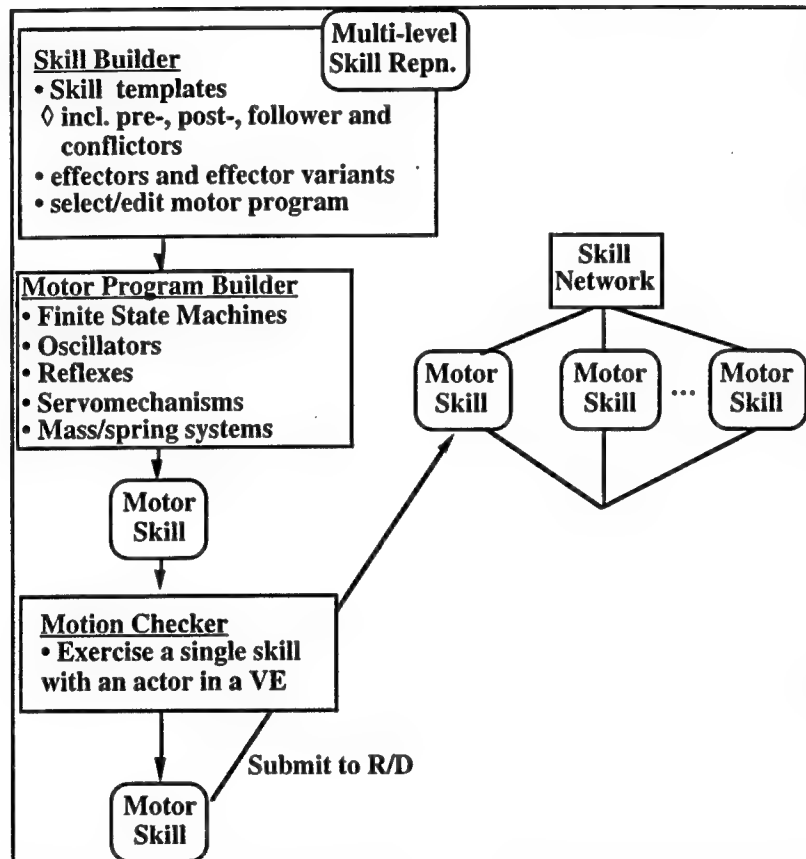 Multi-level
Skill Repn.
Skill Builder
• Skill templates
◊ incl. pre-, post-, follower and
conflictors
• effectors and effector variants
• select/edit motor program
Motor Program Builder
• Finite State Machines
• Oscillators
• Reflexes
• Servomechanisms
• Mass/spring systems
Motor
Skill
Motion Checker
• Exercise a single skill
with an actor in a VE
Submit to R/D
Motor
Skill
Skill
Network
Motor
Skill
Motor
Skill
...
Motor
Skill